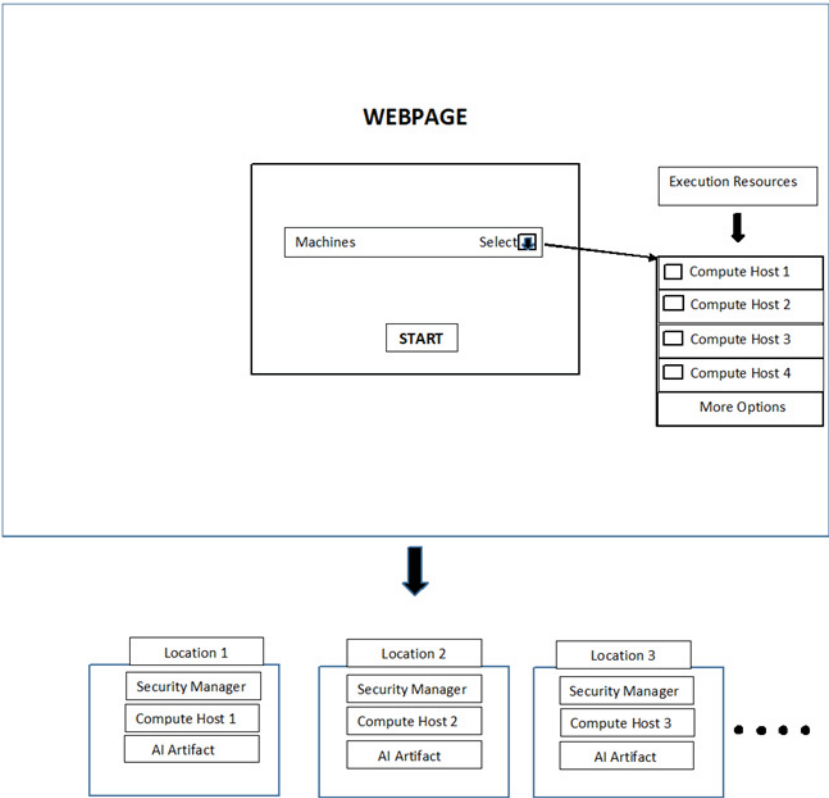 WEBPAGE
Execution Resources
Machines Select
Compute Host 1
Compute Host 2
Compute Host 3
Compute Host 4
More Options
START
Location 1
Security Manager
Compute Host 1
AI Artifact
Location 2
Security Manager
Compute Host 2
AI Artifact
Location 3
Security Manager
Compute Host 3
AI Artifact